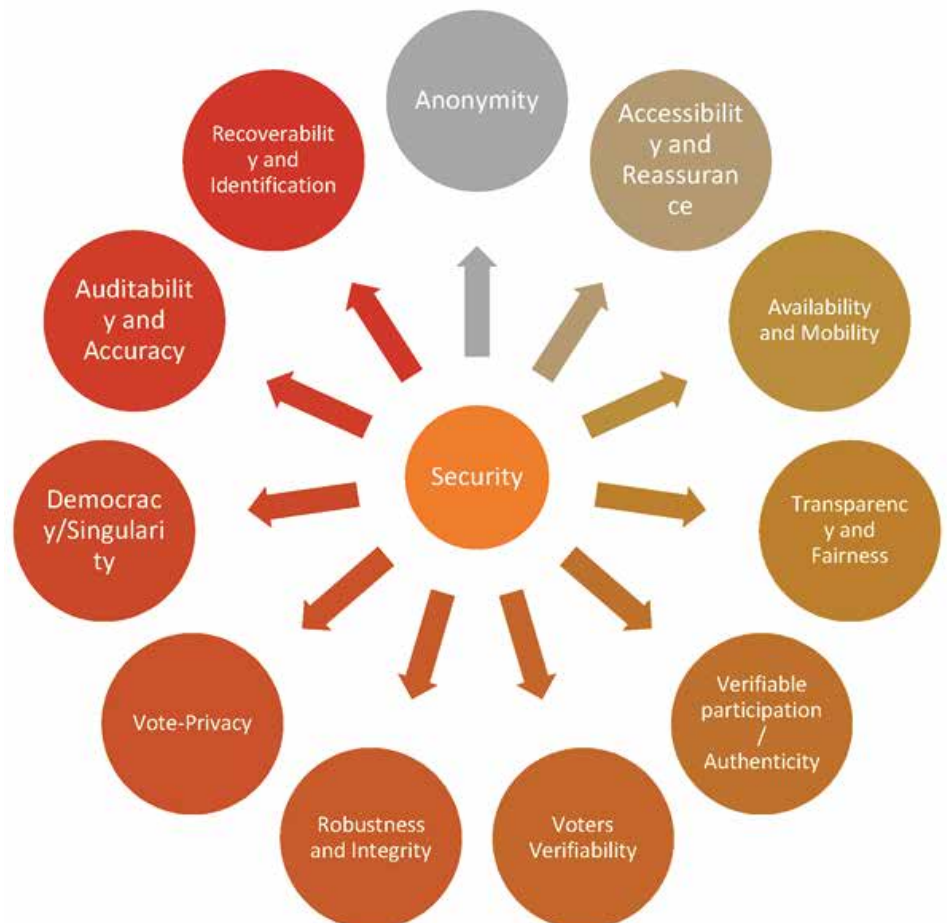 Anonymity
Accessibilit
y and
Reassuran
ce
Availability
and Mobility
Transparenc
y and
Fairness
Verifiable
participation
/
Authenticity
Voters
Verifiability
Robustness
and Integrity
Vote-Privacy
Democrac
y/Singulari
ty
Auditabilit
y and
Accuracy
Recoverabilit
y and
Identification
Security